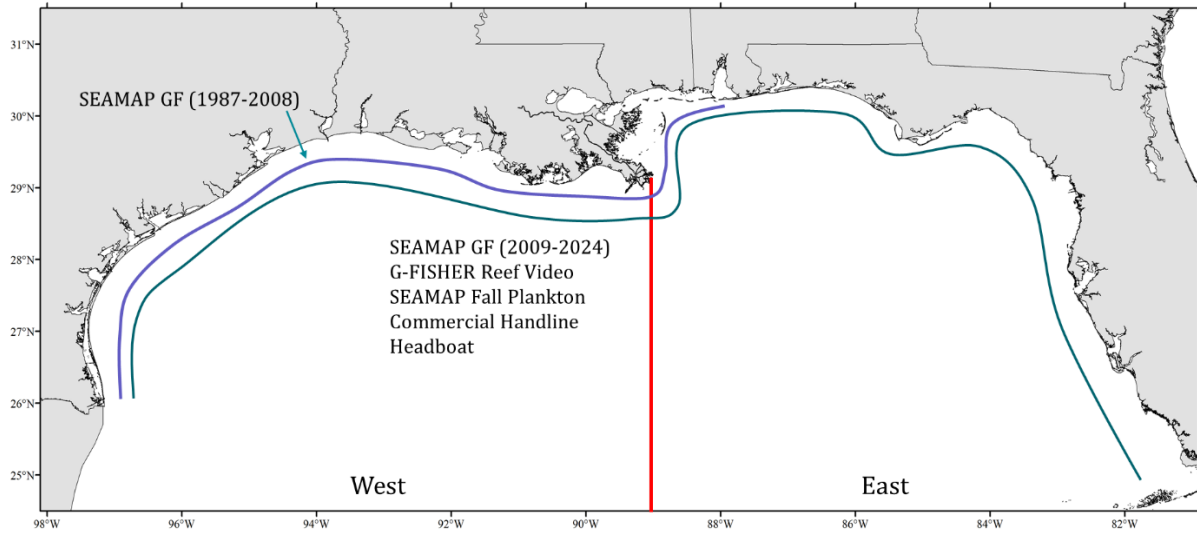 31°N
30°N
29°N
28°N
27°N
26°N
25°N
SEAMAP GF (1987-2008)
SEAMAP GF (2009-2024)
G-FISHER Reef Video
SEAMAP Fall Plankton
Commercial Handline
Headboat
West
East
98°W
96°W
94°W
92°W
90°W
88°W
86°W
84°W
82°W